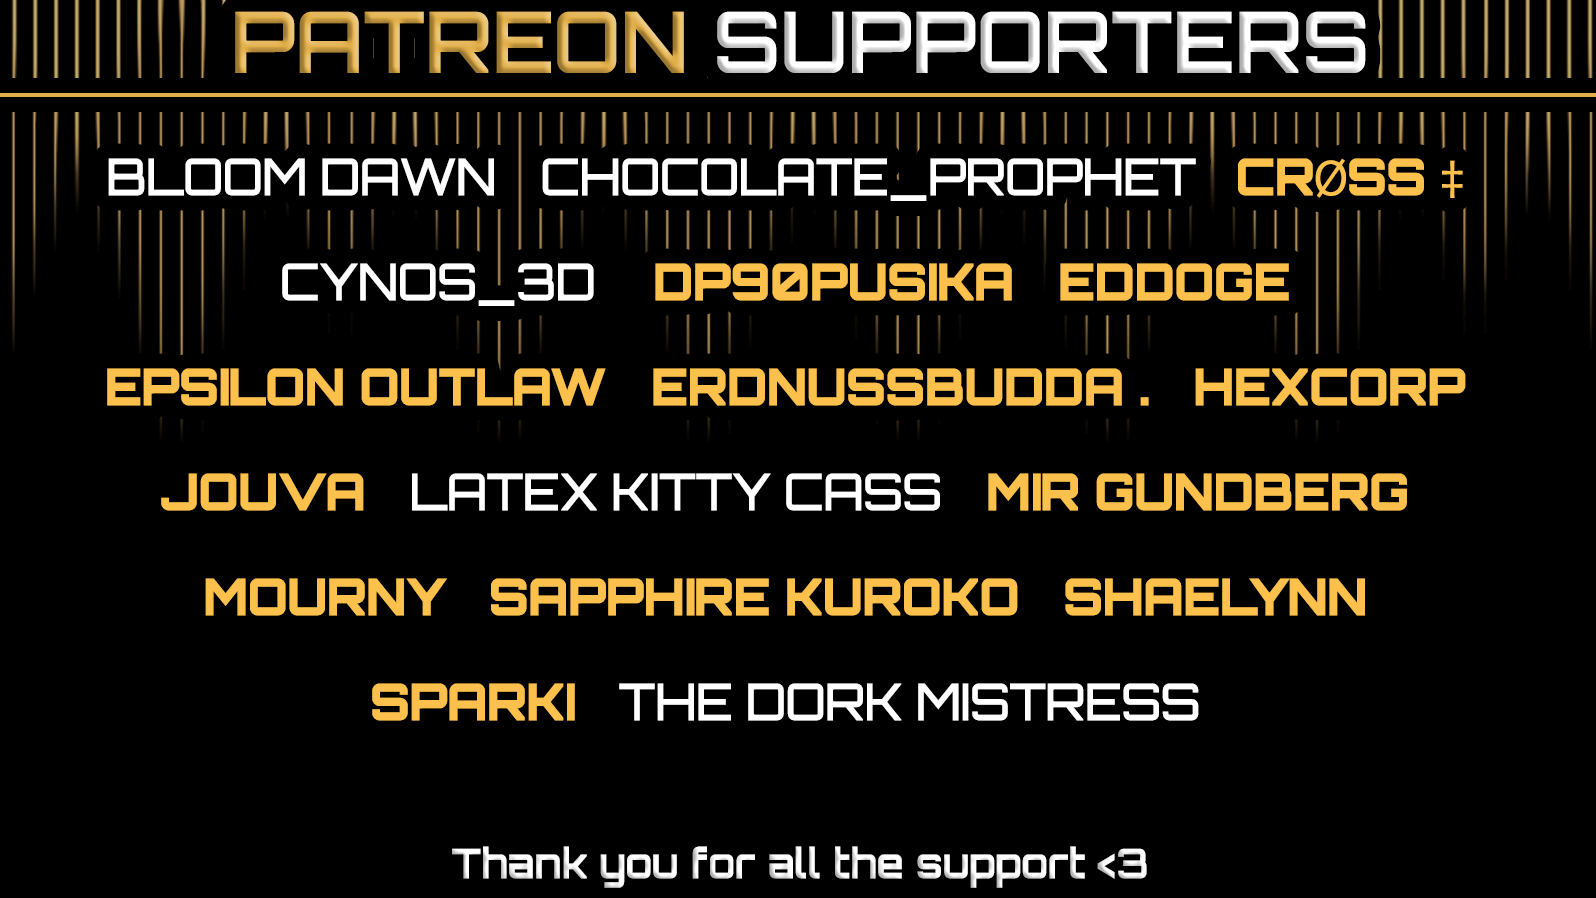 PATREON SUPPORTERS
BLOOM DAWN CHOCOLATE_PROPHET CRØSS ‡
CYNOS_3D DP90PUSIKA EDDOGE
EPSILON OUTLAW ERDNUSSBUDDA . HEXCORP
JOUVA LATEX KITTY CASS MIR GUNDBERG
MOURNY SAPPHIRE KUROKO SHAELYNN
SPARKI THE DORK MISTRESS
Thank you for all the support <3